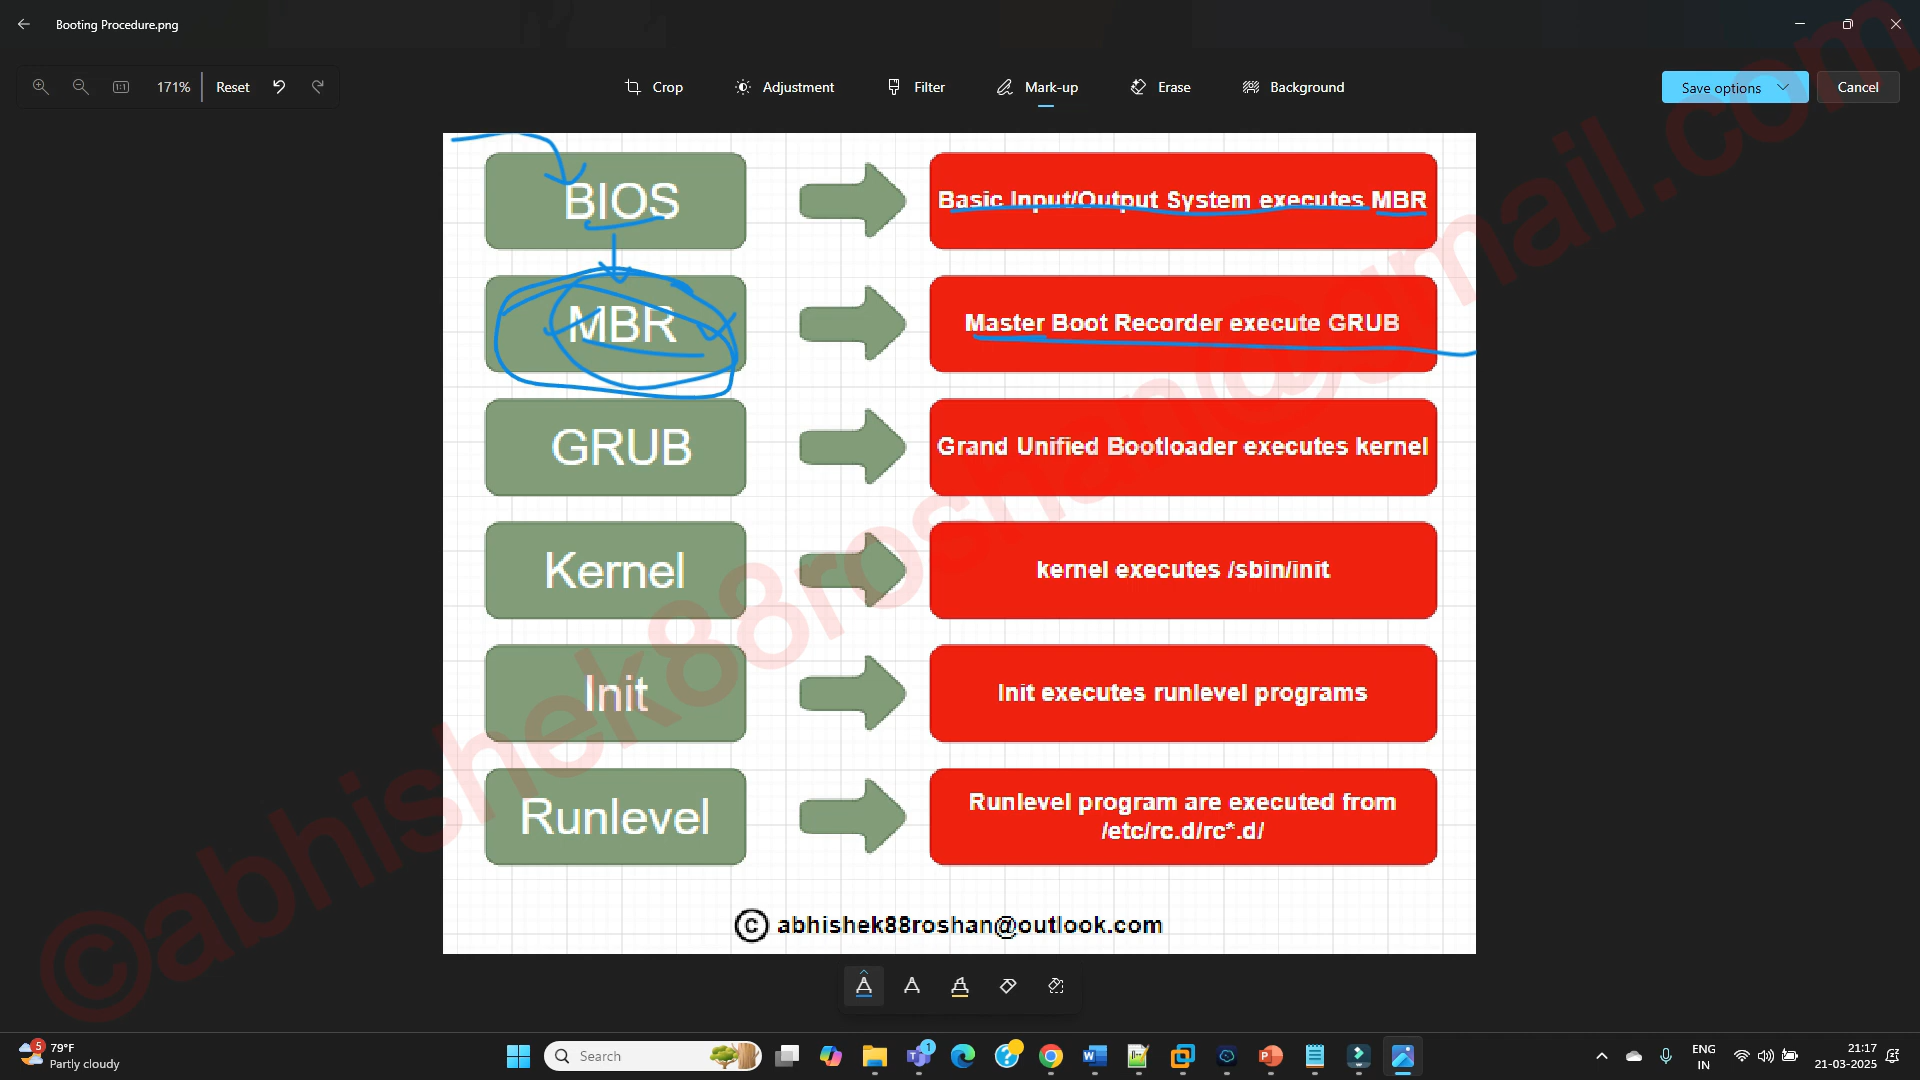 Booting Procedure.png
171%
Reset
Crop
Adjustment
Filter
Mark-up
Erase
Background
Save options
Cancel
BIOS
Basic Input/Output System executes MBR
MBR
Master Boot Recorder execute GRUB
GRUB
Grand Unified Bootloader executes kernel
Kernel
kernel executes /sbin/init
Init
Init executes runlevel programs
Runlevel
Runlevel program are executed from
/etc/rc.d/rc*.d/
© abhishek88roshan@outlook.com
©abhishek88roshan@gmail.com
5
79°F
Partly cloudy
Search
1
ENG
IN
21:17
21-03-2025